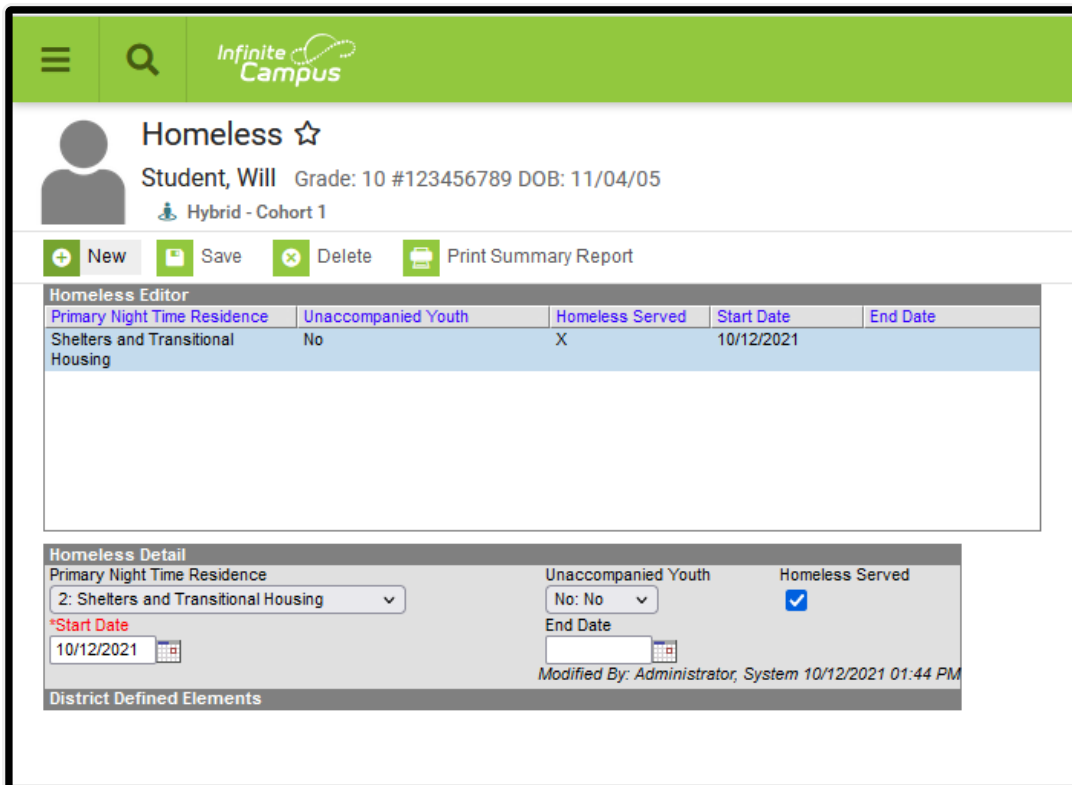 Infinite
Campus
Homeless
Student, Will Grade: 10 #123456789 DOB: 11/04/05
Hybrid - Cohort 1
New Save Delete Print Summary Report
Homeless Editor
Primary Night Time Residence Unaccompanied Youth Homeless Served Start Date End Date
Shelters and Transitional No X 10/12/2021
Housing
Homeless Detail
Primary Night Time Residence Unaccompanied Youth Homeless Served
2: Shelters and Transitional Housing No: No
*Start Date End Date
10/12/2021
Modified By: Administrator, System 10/12/2021 01:44 PM
District Defined Elements